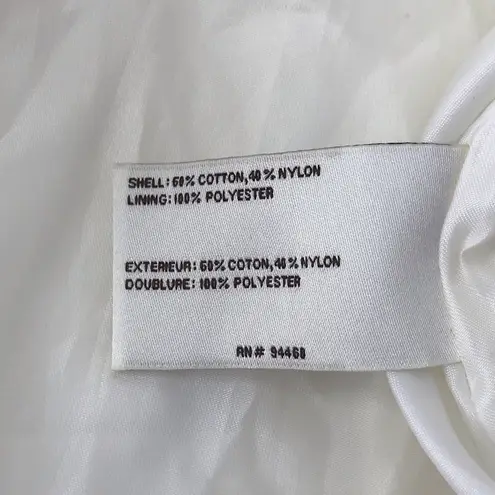 SHELL: 60% COTTON, 40% NYLON
LINING: 100% POLYESTER
EXTERIEUR: 60% COTON, 40% NYLON
DOUBLURE: 100% POLYESTER
RN# 94460